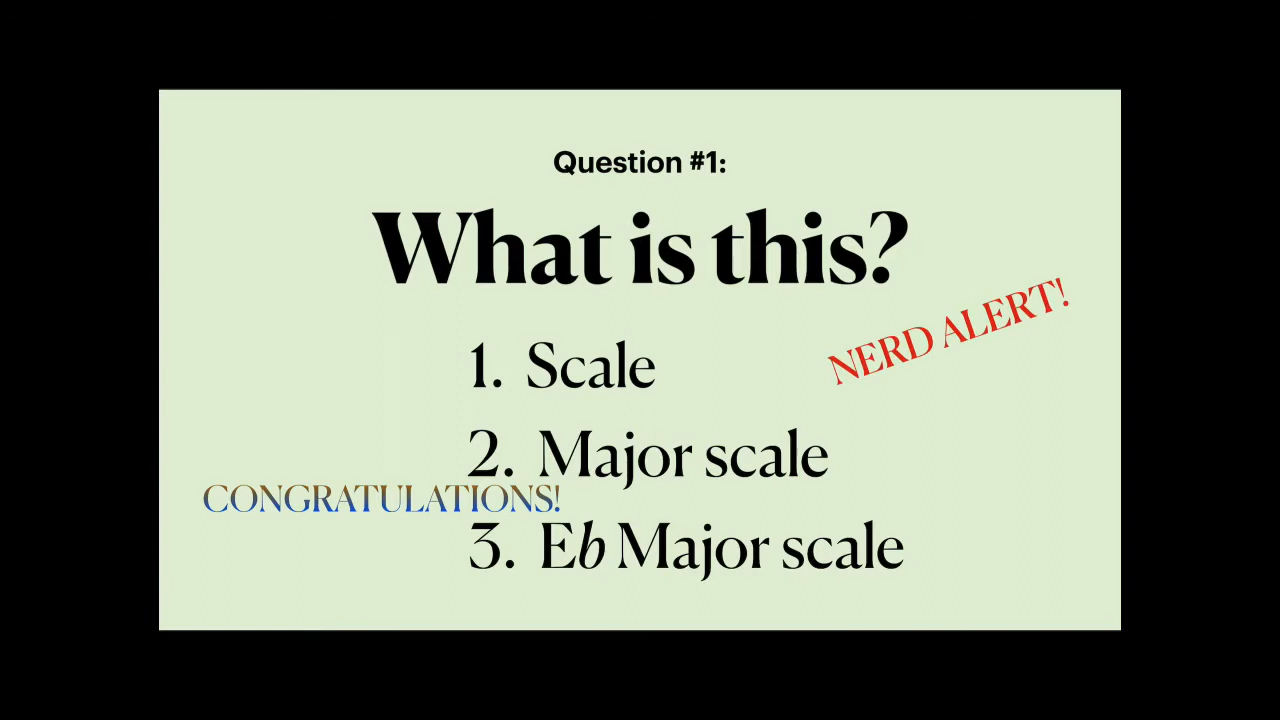 Question #1:
What is this?
NERD ALERT!
1. Scale
2. Major scale
CONGRATULATIONS!
3. Eb Major scale